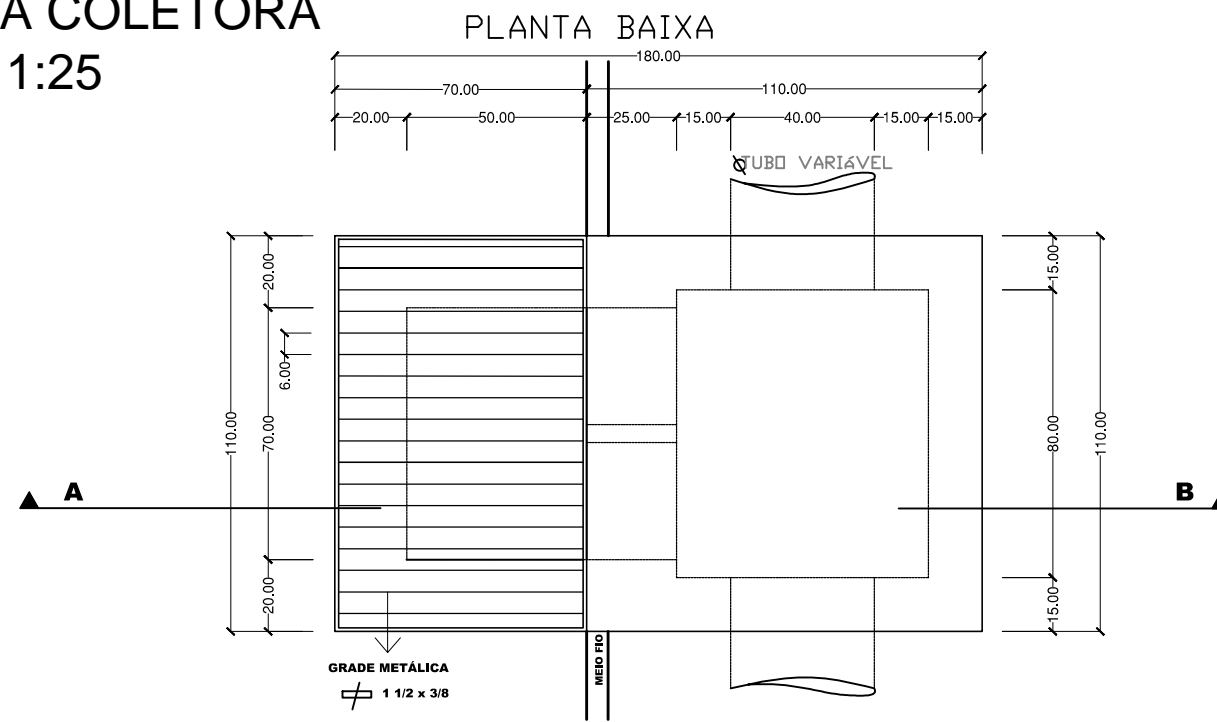 A COLETORA
1:25
PLANTA BAIXA
180.00
70.00 110.00
20.00 50.00 25.00 15.00 40.00 15.00 15.00
TUBO VARIáVEL
20.00
15.00
6.00
110.00
70.00
80.00
110.00
A
B
20.00
15.00
GRADE METÁLICA
1 1/2 x 3/8
MEIO FIO